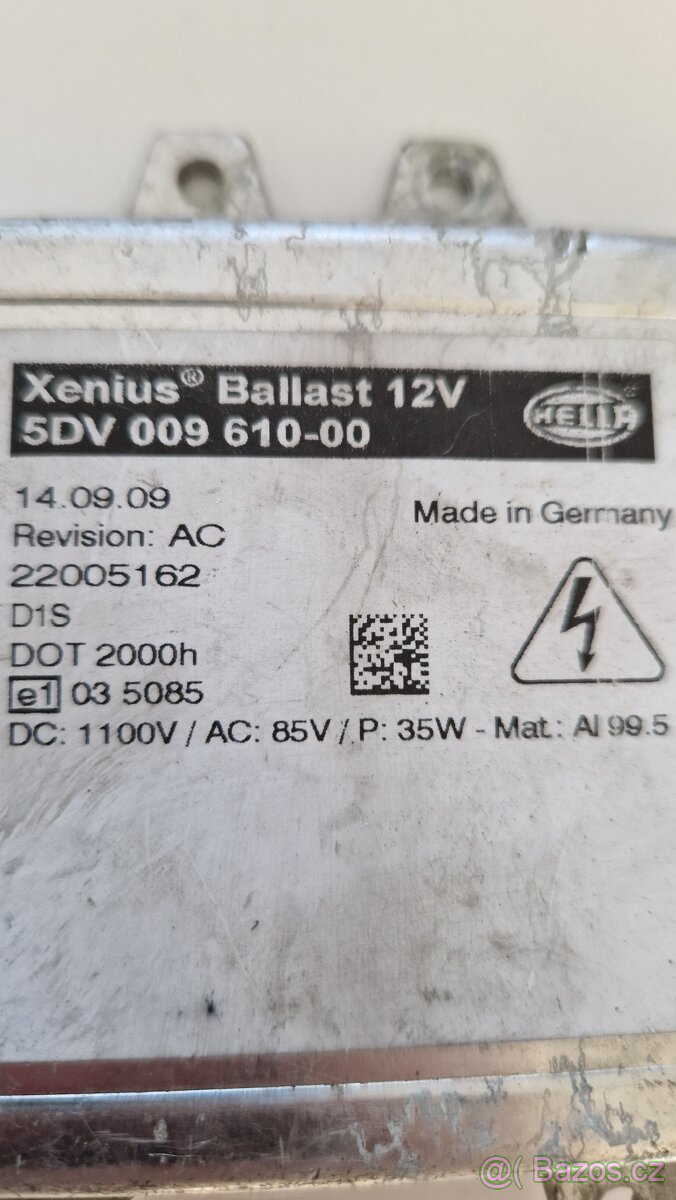 Xenius® Ballast 12V
5DV 009 610-00
HELLA
14.09.09
Made in Germany
Revision: AC
22005162
D1S
DOT 2000h
e1 03 5085
DC: 1100V / AC: 85V / P: 35W - Mat.: Al 99.5
@ Bazos.cz